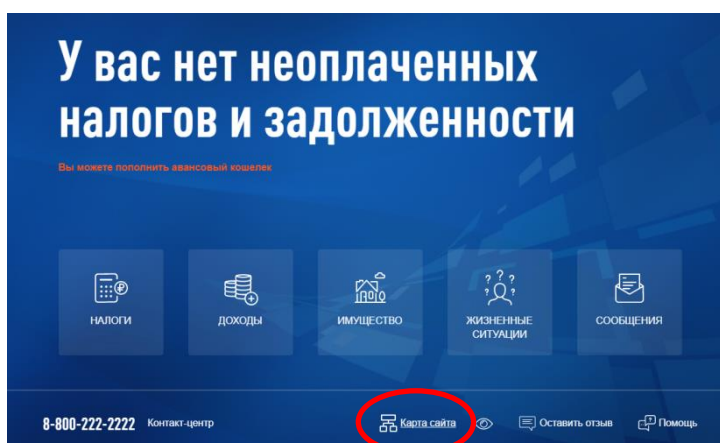 У вас нет неоплаченных
налогов и задолженности
Вы можете пополнить авансовый кошелек
НАЛОГИ
ДОХОДЫ
ИМУЩЕСТВО
ЖИЗНЕННЫЕ
СИТУАЦИИ
СООБЩЕНИЯ
8-800-222-2222 Контакт-центр Карта сайта Оставить отзыв Помощь